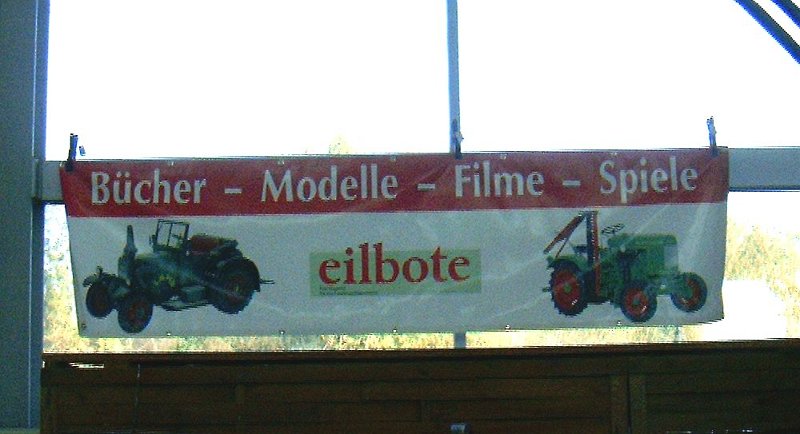 Bücher – Modelle – Filme – Spiele
eilbote